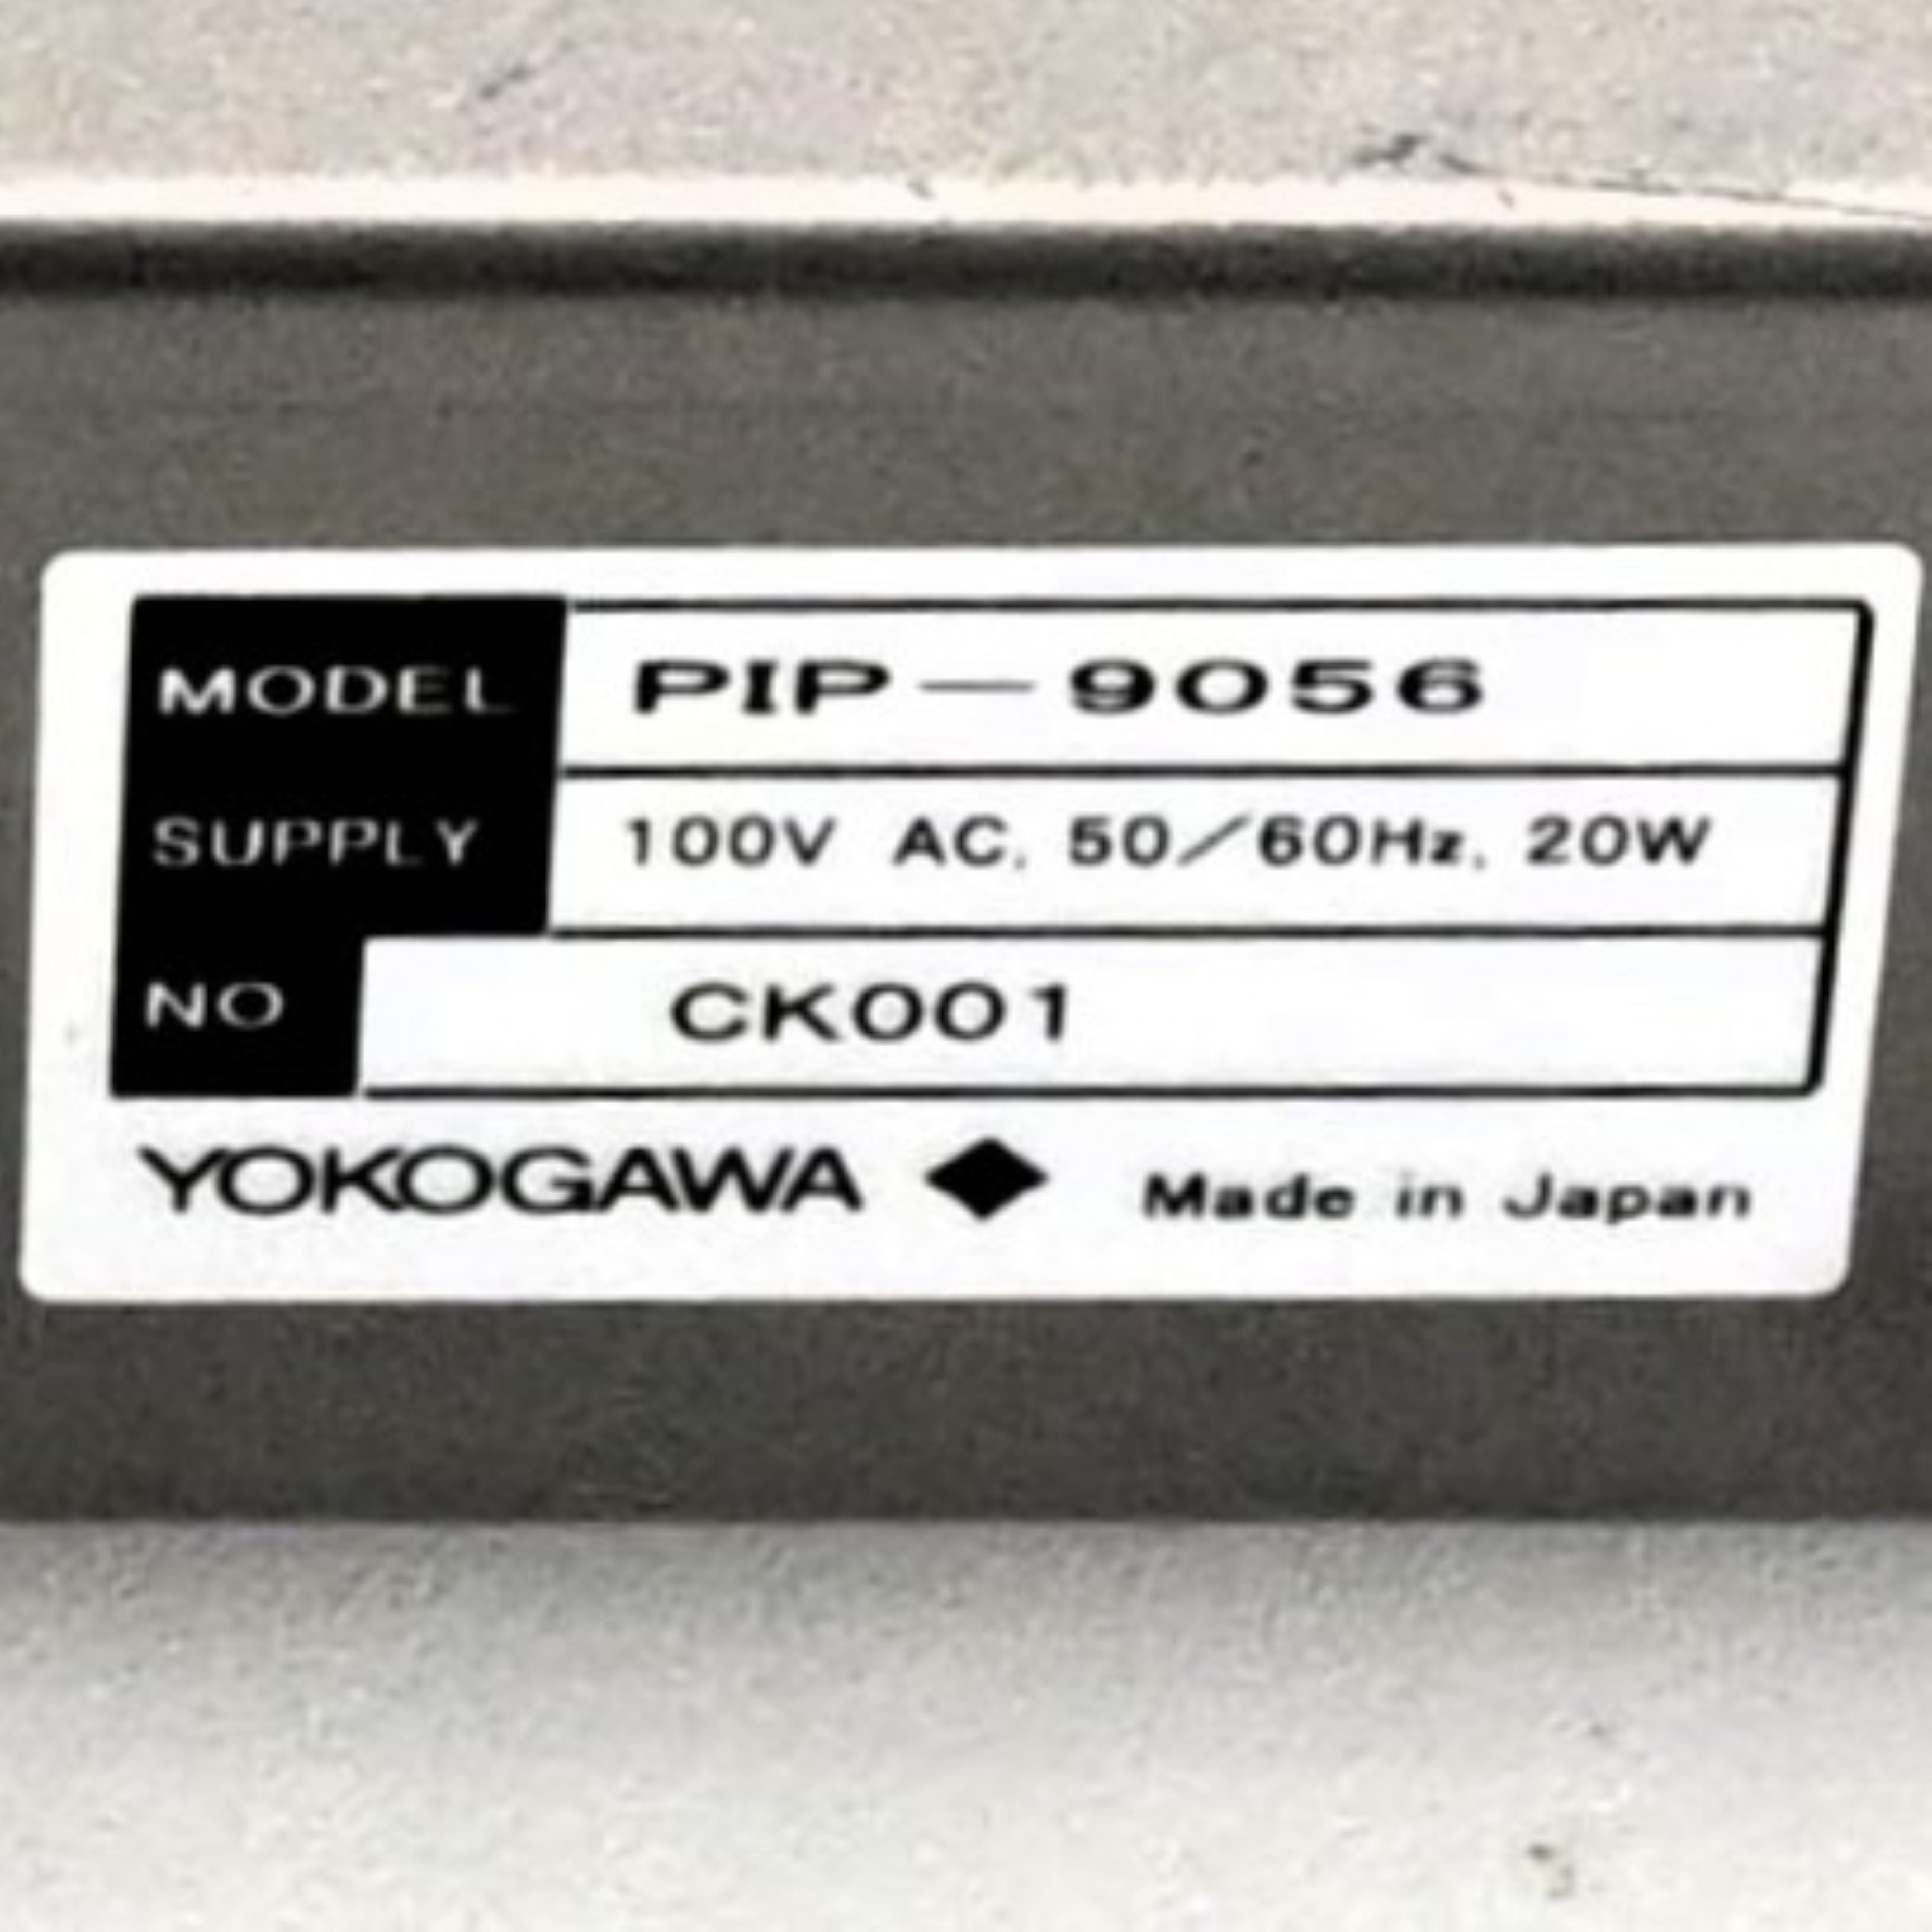 MODEL PIP-9056
SUPPLY 100V AC, 50/60Hz, 20W
NO CK001
YOKOGAWA ◆ Made in Japan